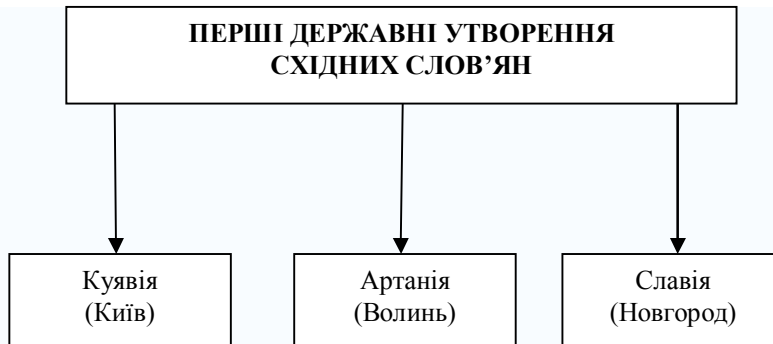 ПЕРШІ ДЕРЖАВНІ УТВОРЕННЯ
СХІДНИХ СЛОВ’ЯН
Куявія
(Київ)
Артанія
(Волинь)
Славія
(Новгород)